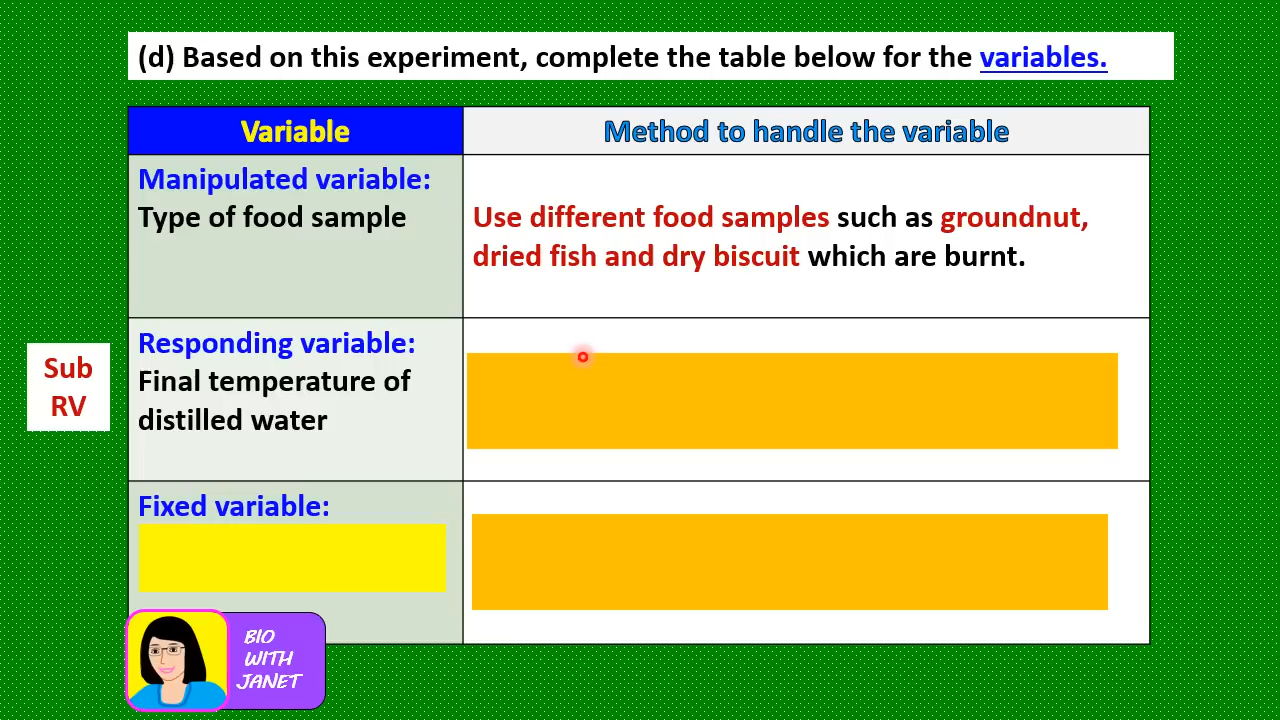 (d) Based on this experiment, complete the table below for the variables.
Variable
Method to handle the variable
Manipulated variable:
Type of food sample
Use different food samples such as groundnut,
dried fish and dry biscuit which are burnt.
Sub
RV
Responding variable:
Final temperature of
distilled water
Fixed variable:
BIO
WITH
JANET